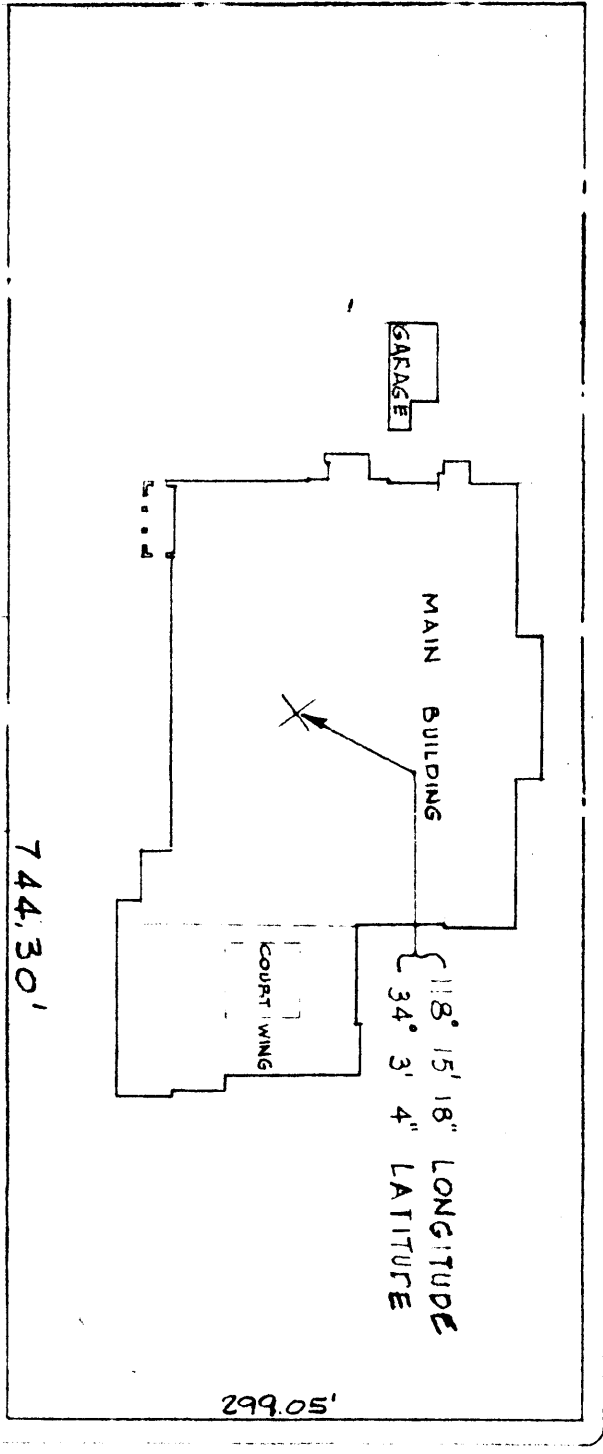 GARAGE
MAIN BUILDING
118° 15' 18" LONGITUDE
34° 3' 4" LATITUDE
COURT WING
744.30'
299.05'